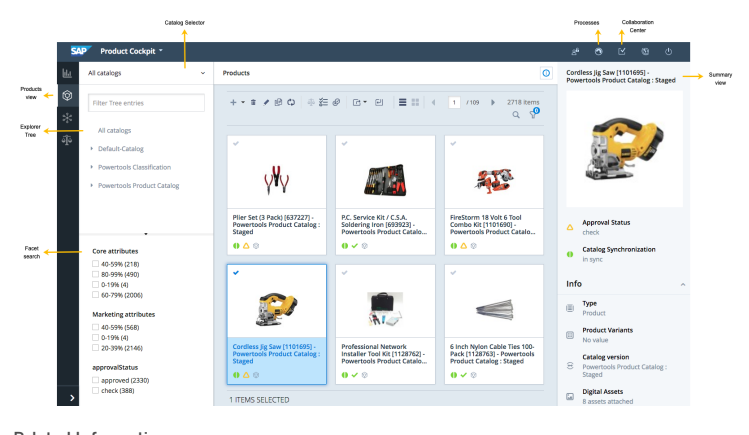 Catalog Selector
Processes
Collaboration
Center
SAP Product Cockpit
All catalogs
Products
Cordless Jig Saw [1101695] -
Powertools Product Catalog : Staged
Summary
view
Products
view
Filter Tree entries
1 / 109
2718 items
0
Explorer
Tree
All catalogs
Default-Catalog
Powertools Classification
Powertools Product Catalog
Plier Set (3 Pack) [637227] -
Powertools Product Catalog :
Staged
P.C. Service Kit / C.S.A.
Soldering Iron [693923] -
Powertools Product Catalo...
FireStorm 18 Volt 6 Tool
Combo Kit [1101690] -
Powertools Product Catalo...
Approval Status
check
Catalog Synchronization
in sync
Facet
search
Core attributes
40-59% (218)
80-99% (490)
0-19% (4)
60-79% (2006)
Marketing attributes
40-59% (568)
0-19% (4)
20-39% (2146)
approvalStatus
approved (2330)
check (388)
Cordless Jig Saw [1101695] -
Powertools Product Catalog :
Staged
Professional Network
Installer Tool Kit [1128762] -
Powertools Product Catalo...
6 Inch Nylon Cable Ties 100-
Pack [1128763] - Powertools
Product Catalog : Staged
1 ITEMS SELECTED
Info
Type
Product
Product Variants
No value
Catalog version
Powertools Product Catalog :
Staged
Digital Assets
8 assets attached